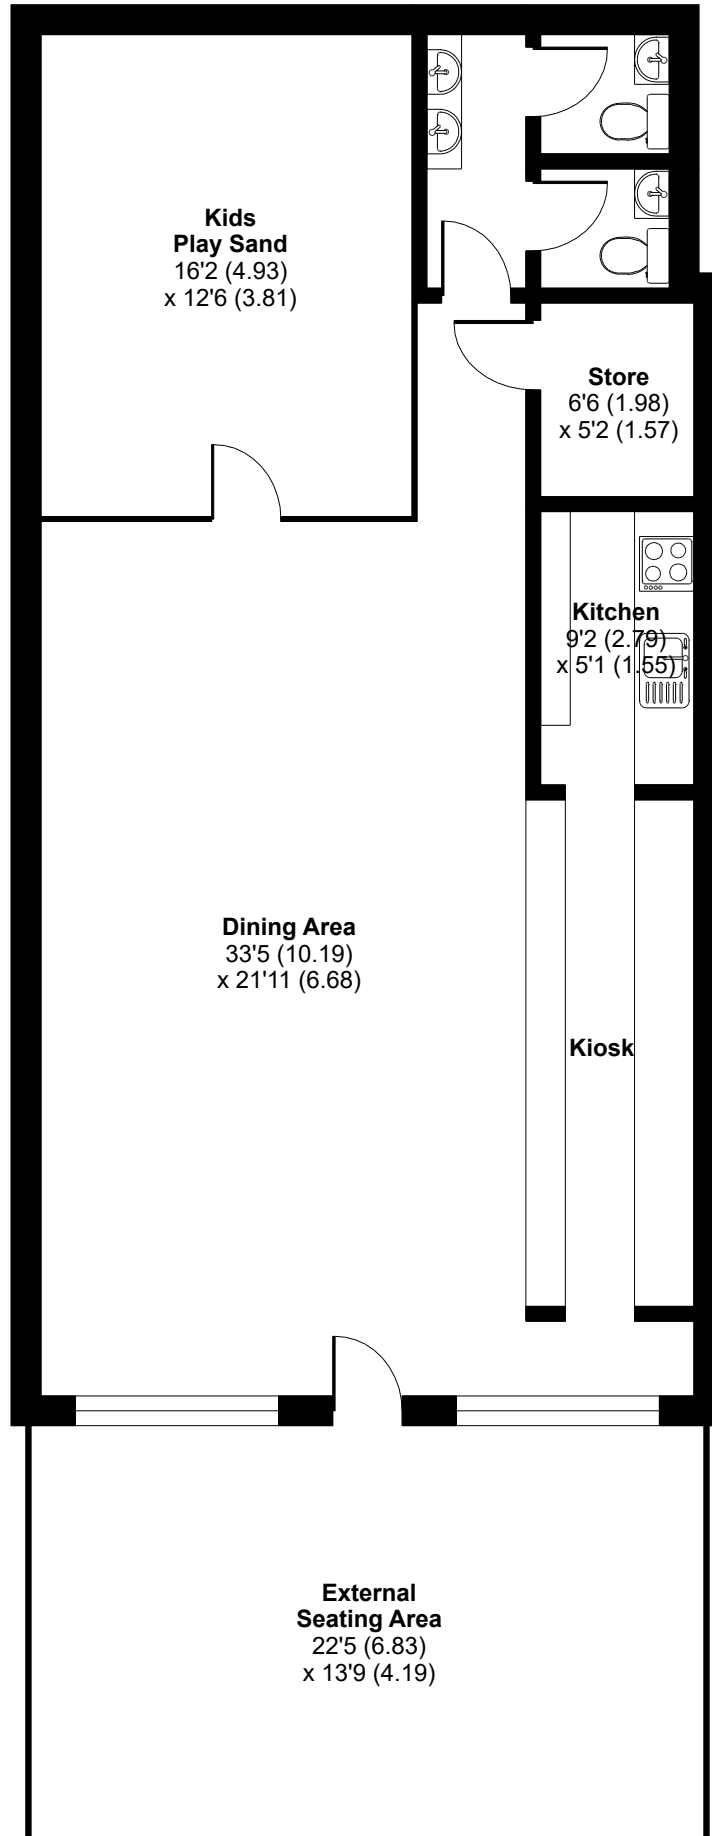 Kids
Play Sand
16'2 (4.93)
x 12'6 (3.81)
Store
6'6 (1.98)
x 5'2 (1.57)
Kitchen
9'2 (2.79)
x 5'1 (1.55)
Dining Area
33'5 (10.19)
x 21'11 (6.68)
Kiosk
External
Seating Area
22'5 (6.83)
x 13'9 (4.19)